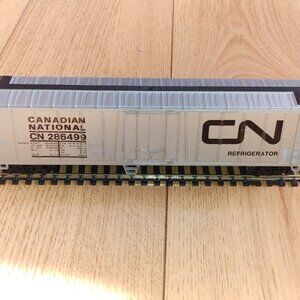 CANADIAN
NATIONAL
CN 286499
CN
REFRIGERATOR